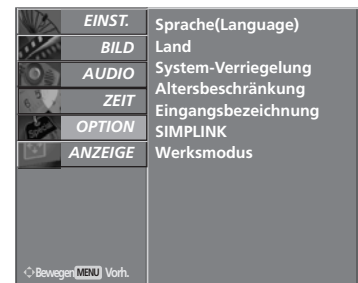 EINST.
BILD
AUDIO
ZEIT
OPTION
ANZEIGE
Sprache(Language)
Land
System-Verriegelung
Altersbeschränkung
Eingangsbezeichnung
SIMPLINK
Werksmodus
Bewegen MENU Vorh.